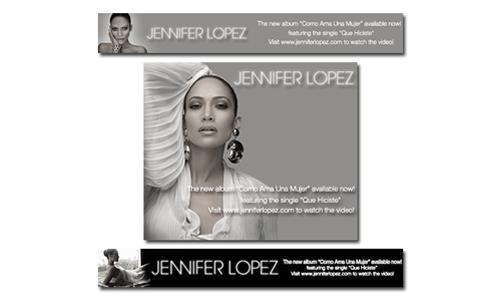 JENNIFER LOPEZ
The new album "Como Ama Una Mujer" available now!
featuring the single "Que Hiciste"
Visit www.jenniferlopez.com to watch the video!
JENNIFER LOPEZ
The new album "Como Ama Una Mujer" available now!
featuring the single "Que Hiciste"
Visit www.jenniferlopez.com to watch the video!
JENNIFER LOPEZ
The new album "Como Ama Una Mujer" available now!
featuring the single "Que Hiciste"
Visit www.jenniferlopez.com to watch the video!